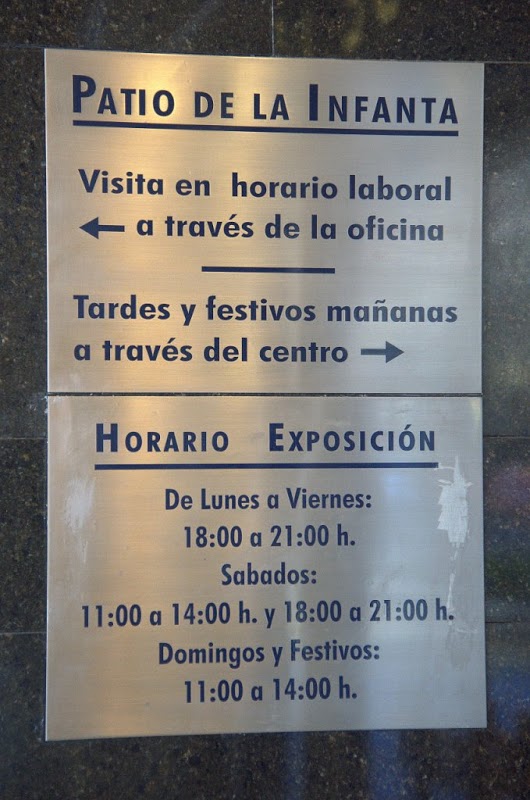 PATIO DE LA INFANTA
Visita en horario laboral
← a través de la oficina
Tardes y festivos mañanas
a través del centro →
HORARIO EXPOSICIÓN
De Lunes a Viernes:
18:00 a 21:00 h.
Sabados:
11:00 a 14:00 h. y 18:00 a 21:00 h.
Domingos y Festivos:
11:00 a 14:00 h.